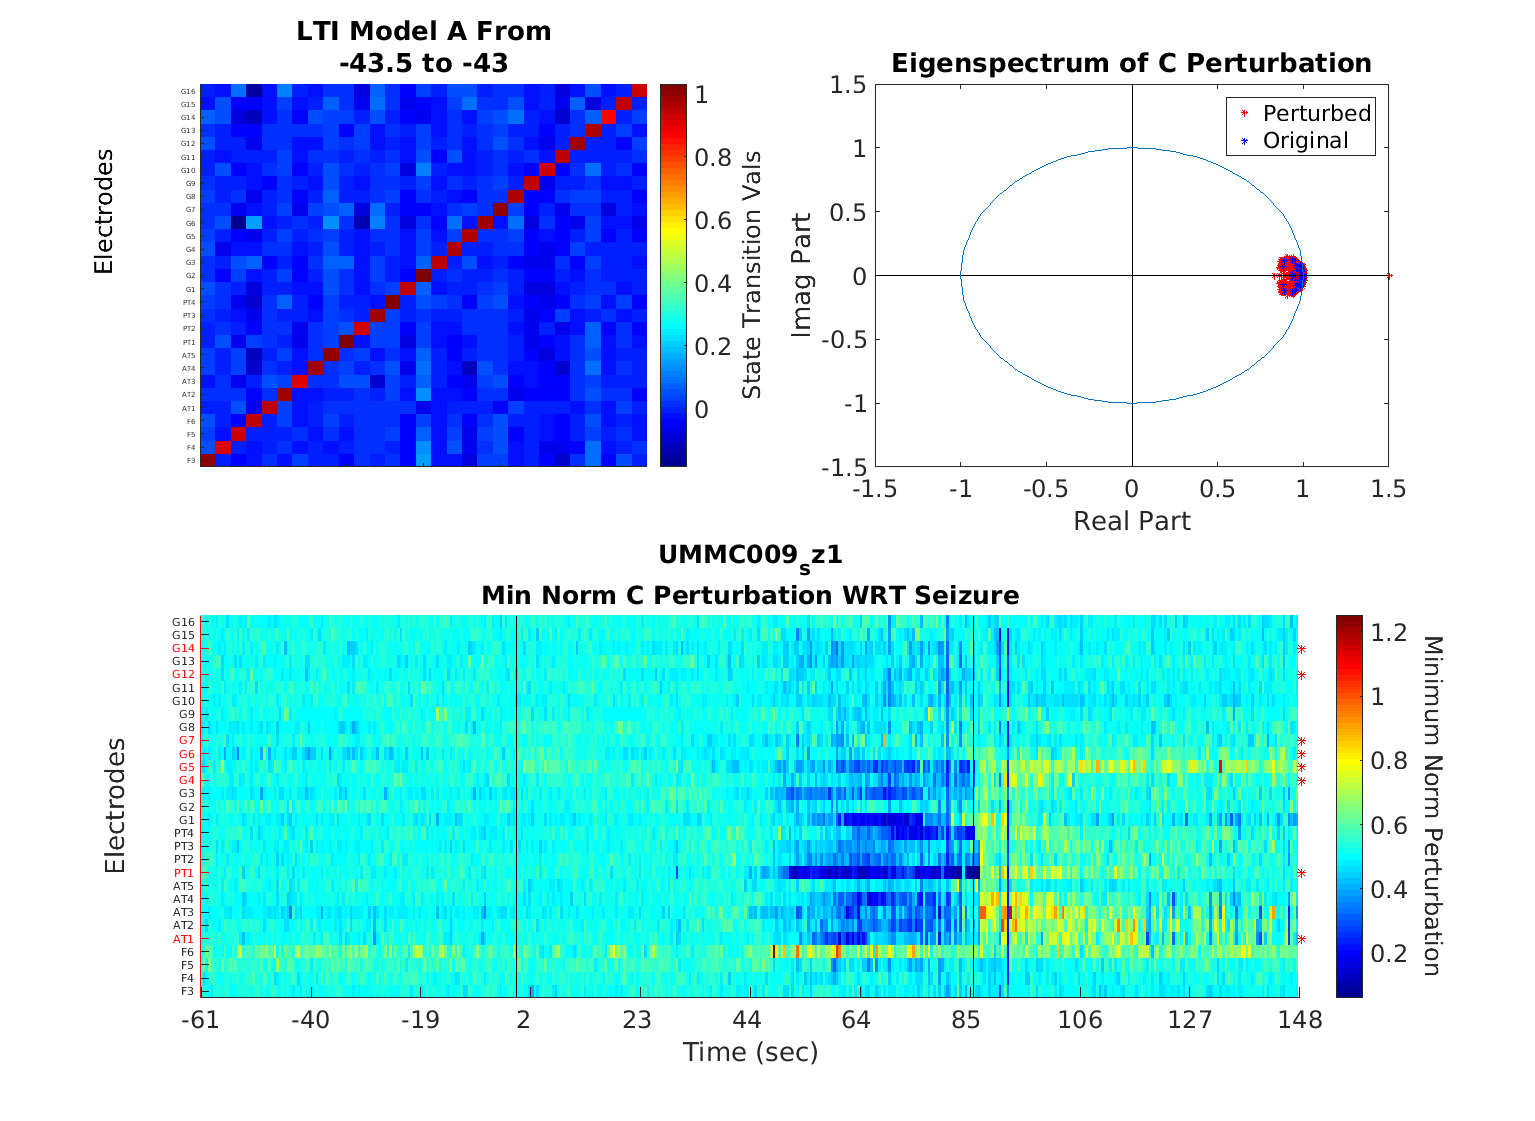 LTI Model A From
-43.5 to -43
Electrodes
G16
G15
G14
G13
G12
G11
G10
G9
G8
G7
G6
G5
G4
G3
G2
G1
PT4
PT3
PT2
PT1
AT5
AT4
AT3
AT2
AT1
F6
F5
F4
F3
1
0.8
0.6
0.4
0.2
0
State Transition Vals
Eigenspectrum of C Perturbation
Perturbed
Original
Imag Part
1.5
1
0.5
0
-0.5
-1
-1.5
-1.5 -1 -0.5 0 0.5 1 1.5
Real Part
UMMC009sz1
Min Norm C Perturbation WRT Seizure
Electrodes
G16
G15
G14
G13
G12
G11
G10
G9
G8
G7
G6
G5
G4
G3
G2
G1
PT4
PT3
PT2
PT1
AT5
AT4
AT3
AT2
AT1
F6
F5
F4
F3
-61 -40 -19 2 23 44 64 85 106 127 148
Time (sec)
1.2
1
0.8
0.6
0.4
0.2
Minimum Norm Perturbation